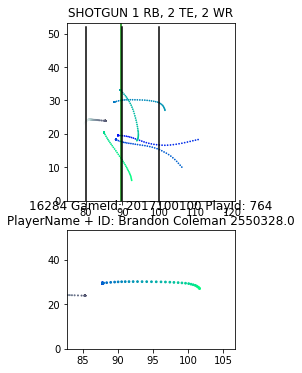 SHOTGUN 1 RB, 2 TE, 2 WR
50
40
30
20
10
0
80 90 100 110 120
16284 GameId: 2017100100 PlayId: 764
PlayerName + ID: Brandon Coleman 2550328.0
40
20
0
85 90 95 100 105